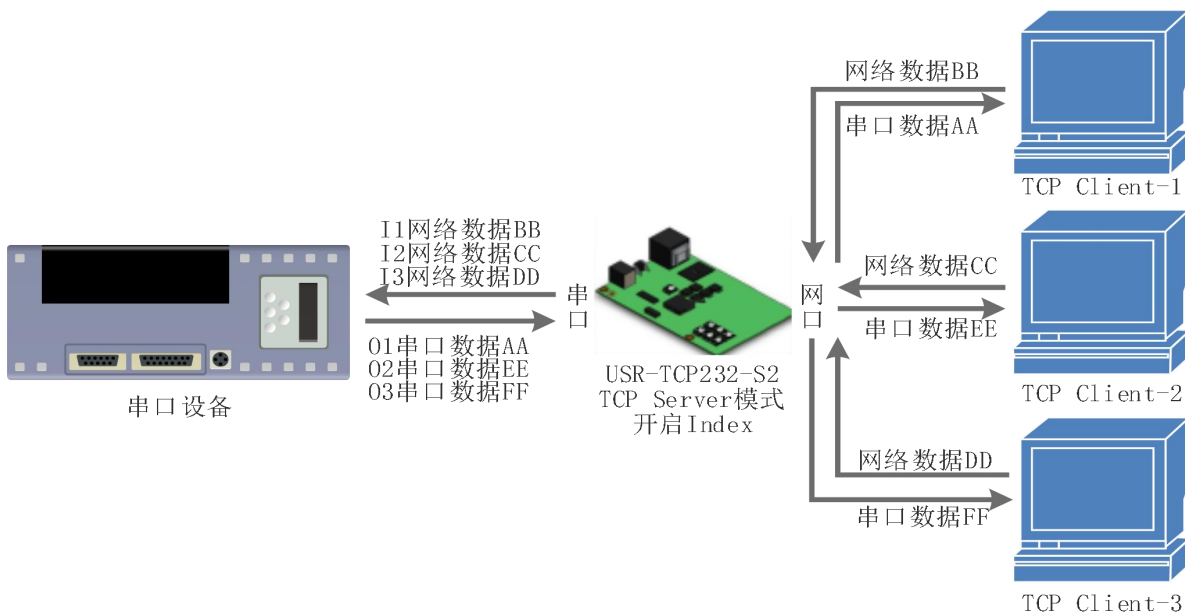 网络数据BB
串口数据AA
TCP Client-1
I1网络数据BB
I2网络数据CC
I3网络数据DD
O1串口数据AA
O2串口数据EE
O3串口数据FF
串口设备
串口
USR-TCP232-S2
TCP Server模式
开启Index
网口
网络数据CC
串口数据EE
TCP Client-2
网络数据DD
串口数据FF
TCP Client-3